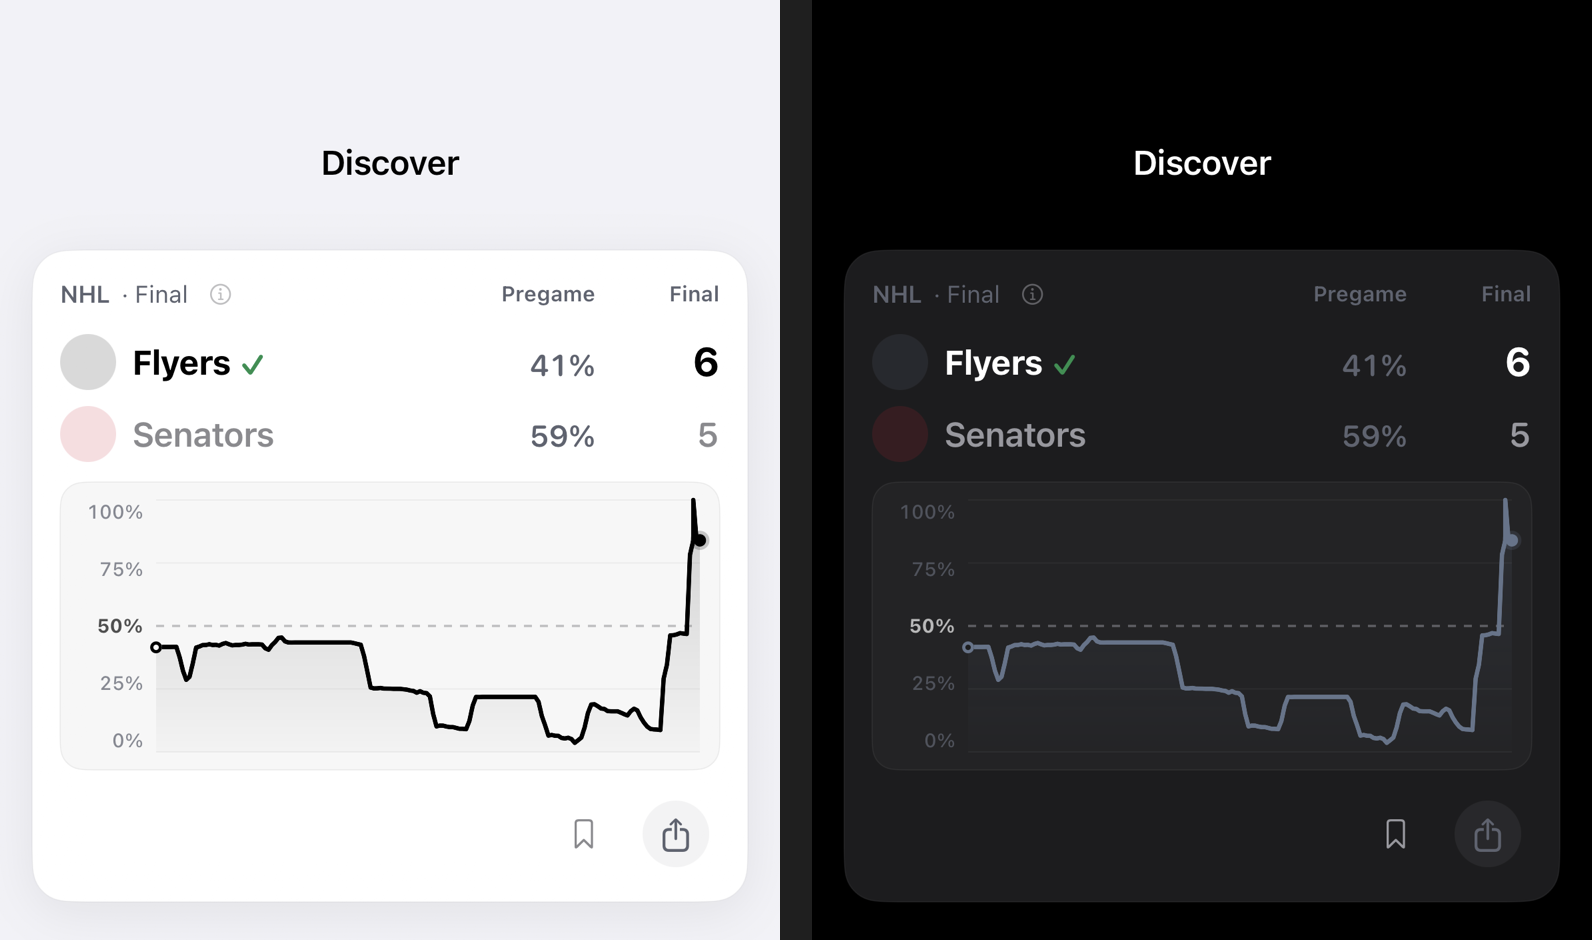 Discover
NHL · Final Pregame Final
Flyers 41% 6
Senators 59% 5
100%
75%
50%
25%
0%
Discover
NHL · Final Pregame Final
Flyers 41% 6
Senators 59% 5
100%
75%
50%
25%
0%